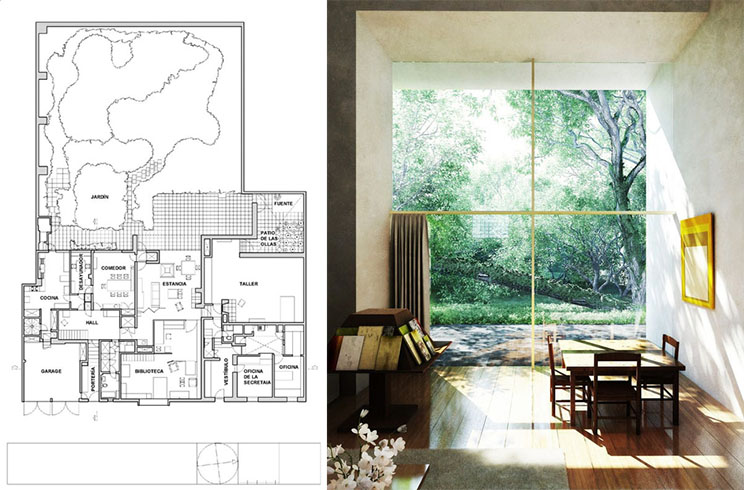 JARDÍN
FUENTE
PATIO
DE LAS
OLLAS
COCINA
DESAYUNADOR
COMEDOR
ESTANCIA
TALLER
HALL
GARAGE
PORTERÍA
BIBLIOTECA
VESTÍBULO
OFICINA
DE LA
SECRETAIA
OFICINA